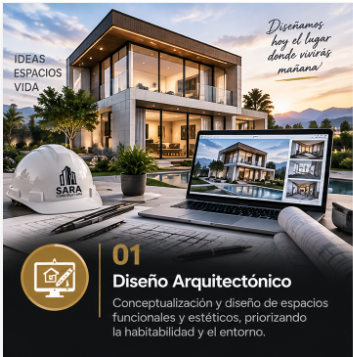 IDEAS
ESPACIOS
VIDA
Diseñamos
hoy el lugar
donde vivirás
mañana
SARA
01
Diseño Arquitectónico
Conceptualización y diseño de espacios
funcionales y estéticos, priorizando
la habitabilidad y el entorno.